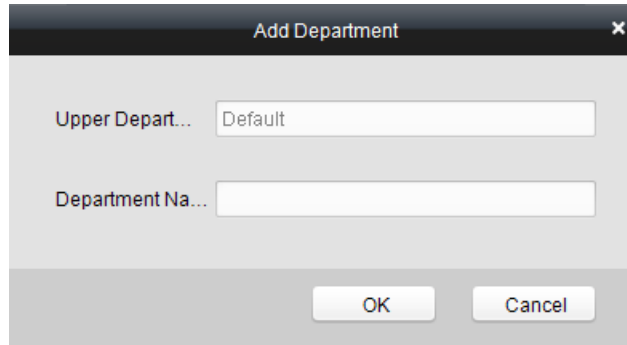 Add Department
Upper Depart... Default
Department Na...
OK Cancel